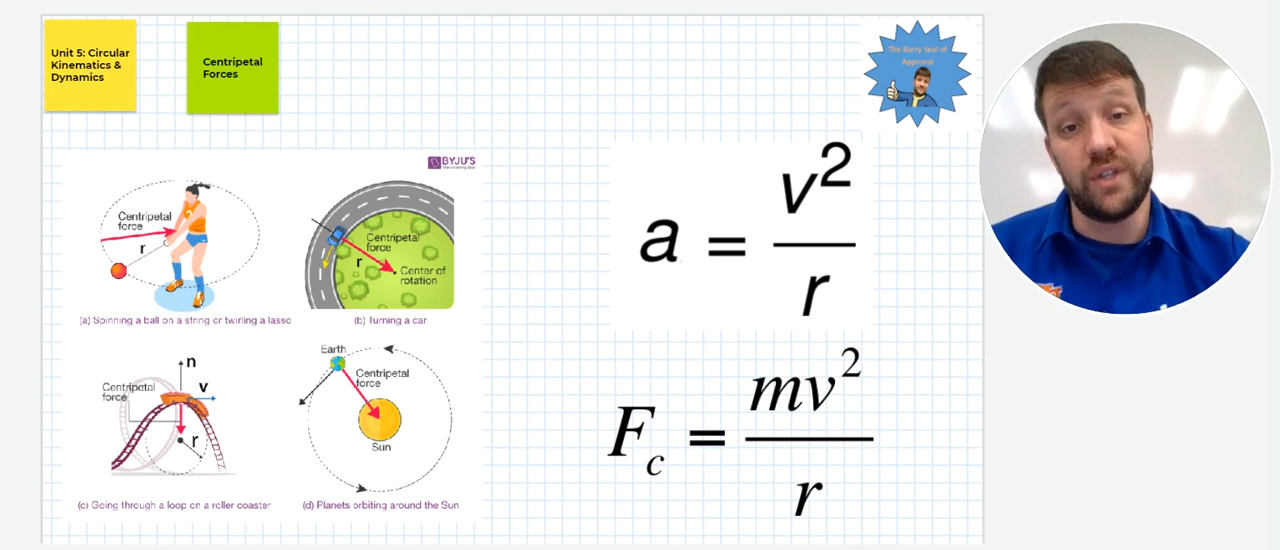 Unit 5: Circular
Kinematics &
Dynamics
Centripetal
Forces
The Barry Seal of
Approval
BYJU'S
Centripetal
force
r
(a) Spinning a ball on a string or twirling a lasso
Centripetal
force
r
Center of
rotation
(b) Turning a car
n
Centripetal
force
v
r
(c) Going through a loop on a roller coaster
Earth
Centripetal
force
Sun
(d) Planets orbiting around the Sun
a = v²/r
F_c = mv²/r